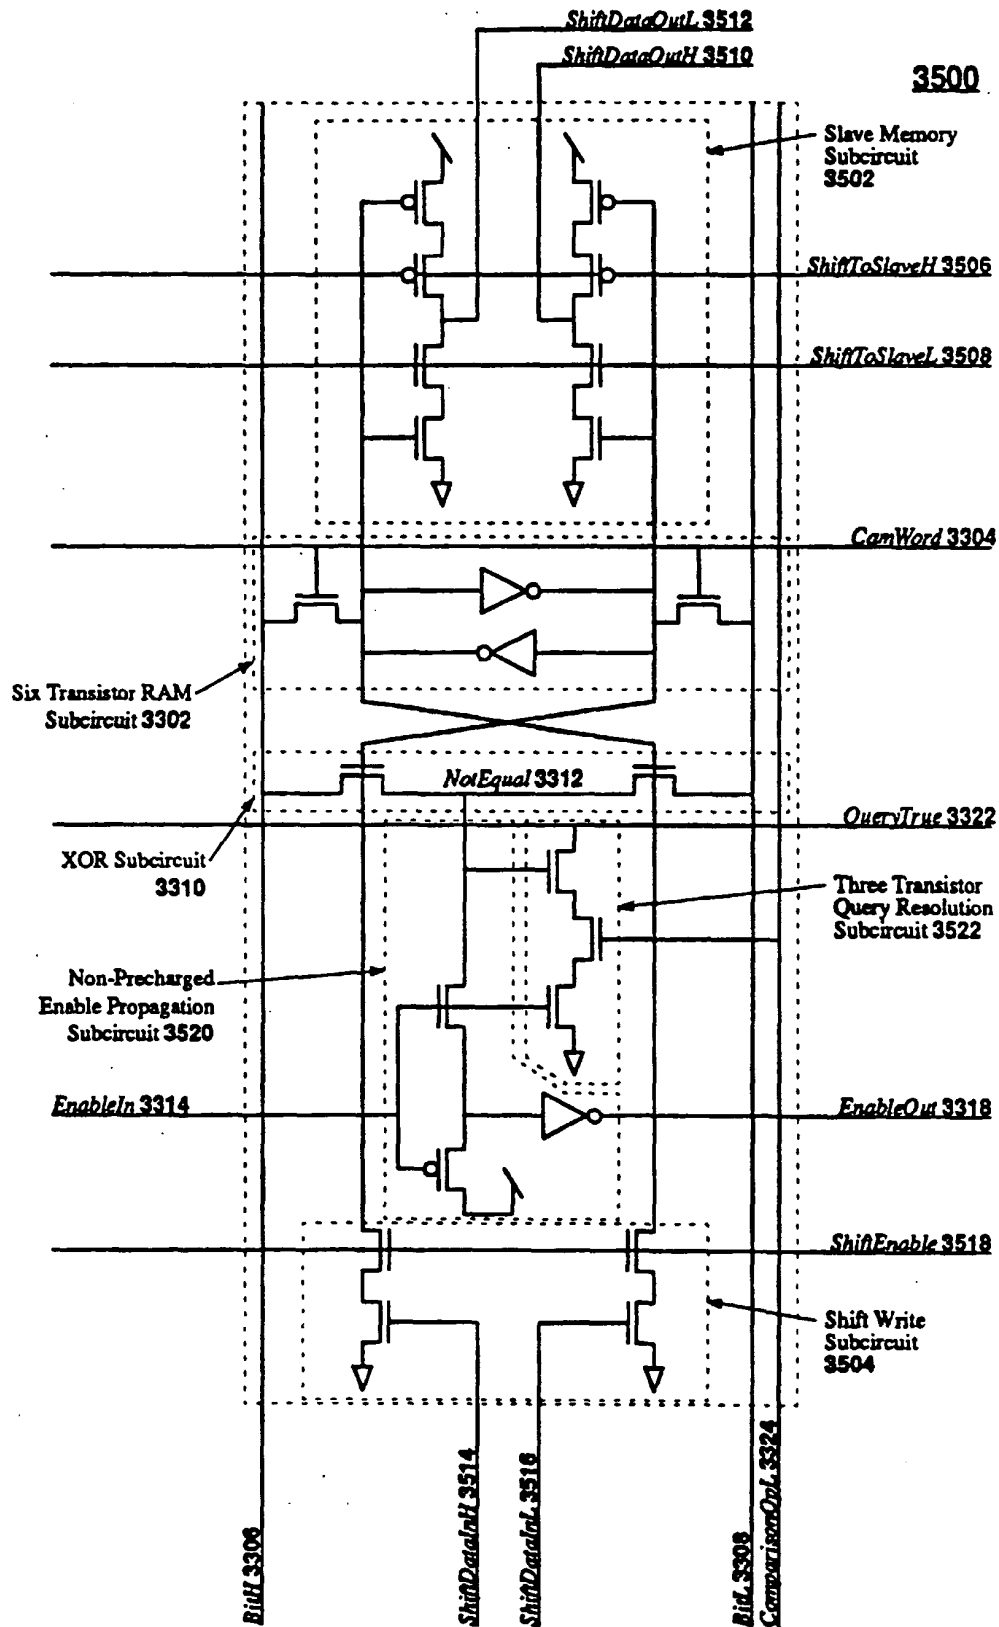 ShiftDataOutL 3512
ShiftDataOutH 3510
3500
Slave Memory
Subcircuit
3502
ShiftToSlaveH 3506
ShiftToSlaveL 3508
CamWord 3304
Six Transistor RAM
Subcircuit 3302
NotEqual 3312
QueryTrue 3322
XOR Subcircuit
3310
Three Transistor
Query Resolution
Subcircuit 3522
Non-Precharged
Enable Propagation
Subcircuit 3520
EnableIn 3314
EnableOut 3318
ShiftEnable 3518
Shift Write
Subcircuit
3504
BitH 3306
ShiftDataInH 3514
ShiftDataInL 3516
BitL 3308
ComparisonOpL 3324